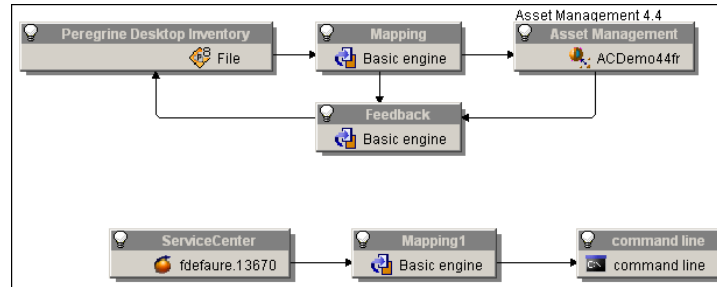 Asset Management 4.4
Peregrine Desktop Inventory
File
Mapping
Basic engine
Asset Management
ACDemo44fr
Feedback
Basic engine
ServiceCenter
fdefaure.13670
Mapping1
Basic engine
command line
command line